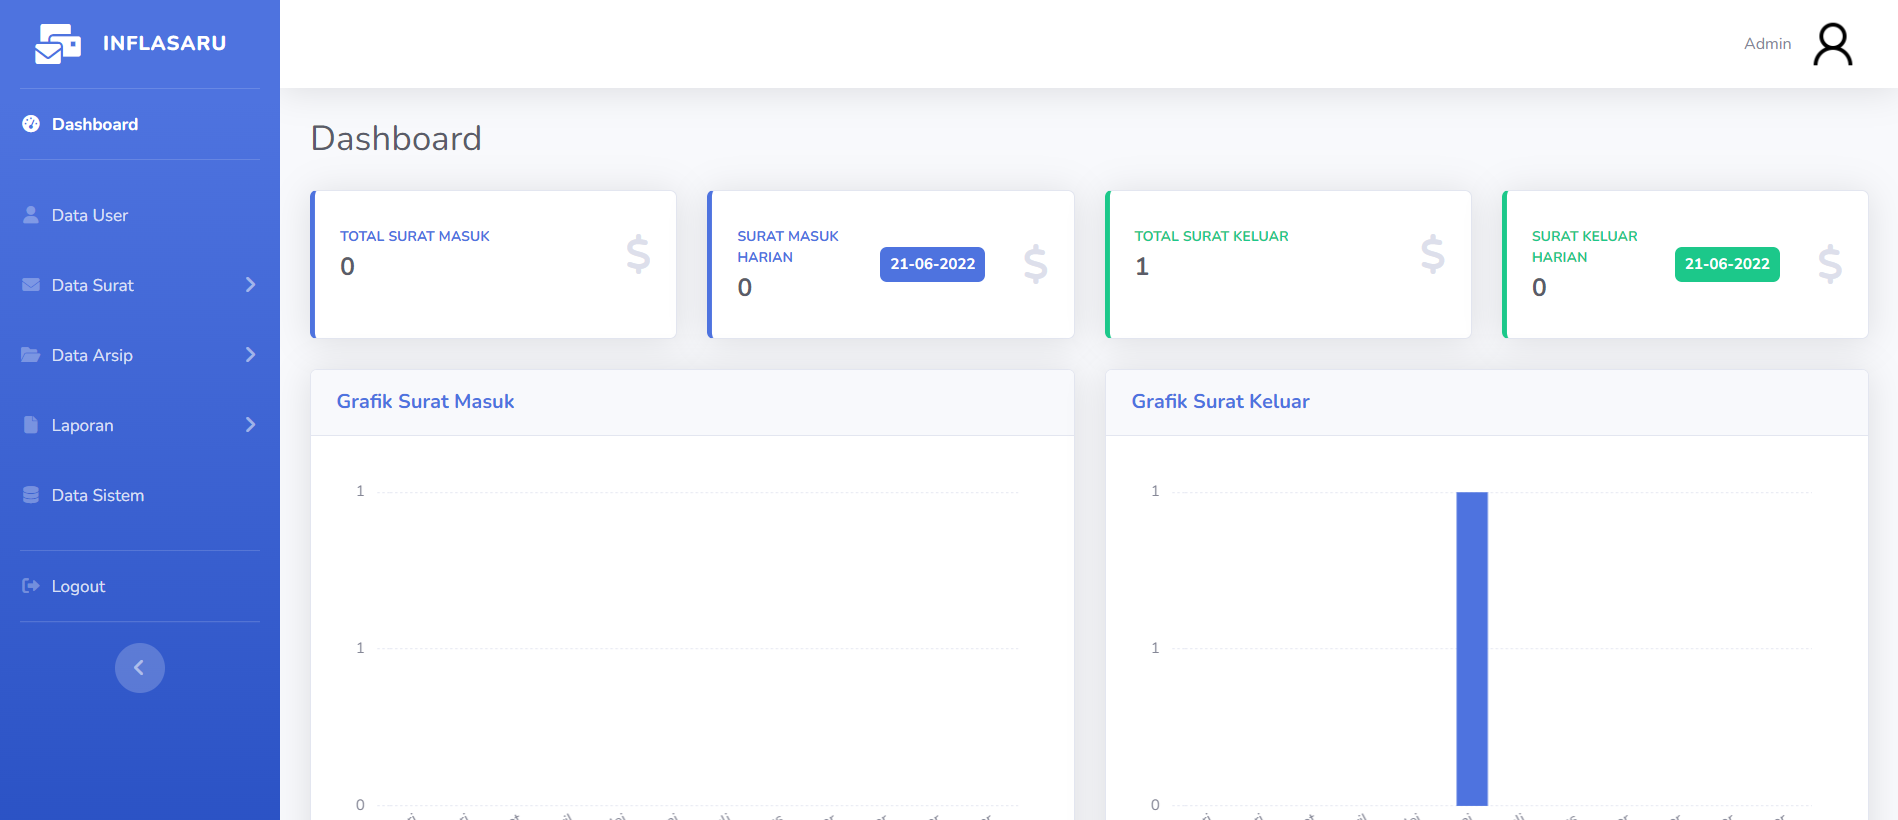 INFLASARU
Admin
Dashboard
Data User
Data Surat
Data Arsip
Laporan
Data Sistem
Logout
Dashboard
TOTAL SURAT MASUK
0
SURAT MASUK
HARIAN
0
21-06-2022
TOTAL SURAT KELUAR
1
SURAT KELUAR
HARIAN
0
21-06-2022
Grafik Surat Masuk
1
1
0
Grafik Surat Keluar
1
1
0